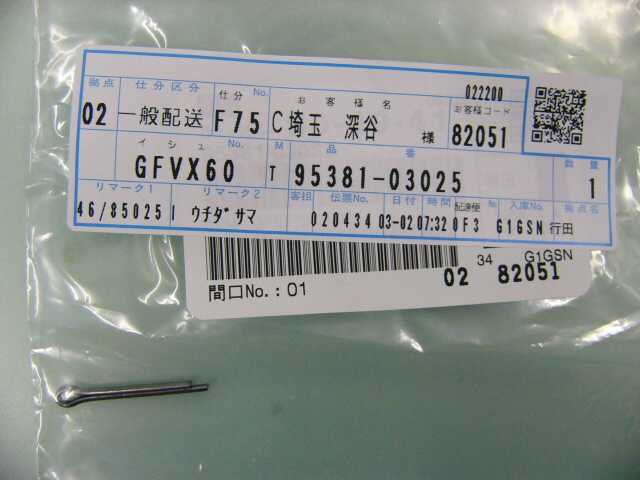 022200
拠点 仕分区分 仕分 No. お客様名 お客様コード
02 一般配送 F75 C埼玉 深谷 様 82051
イシュ No. M 品番 数量
GFVX60 T 95381-03025 1
リマーク1 リマーク2 客担 伝票No. 日付 時間 配達便 № 入庫No. 拠点名
46/85025 1 ウチダサマ 020434 03-02 07:32 0F3 G1GSN 行田
34 G1GSN
02 82051
間口No.：01